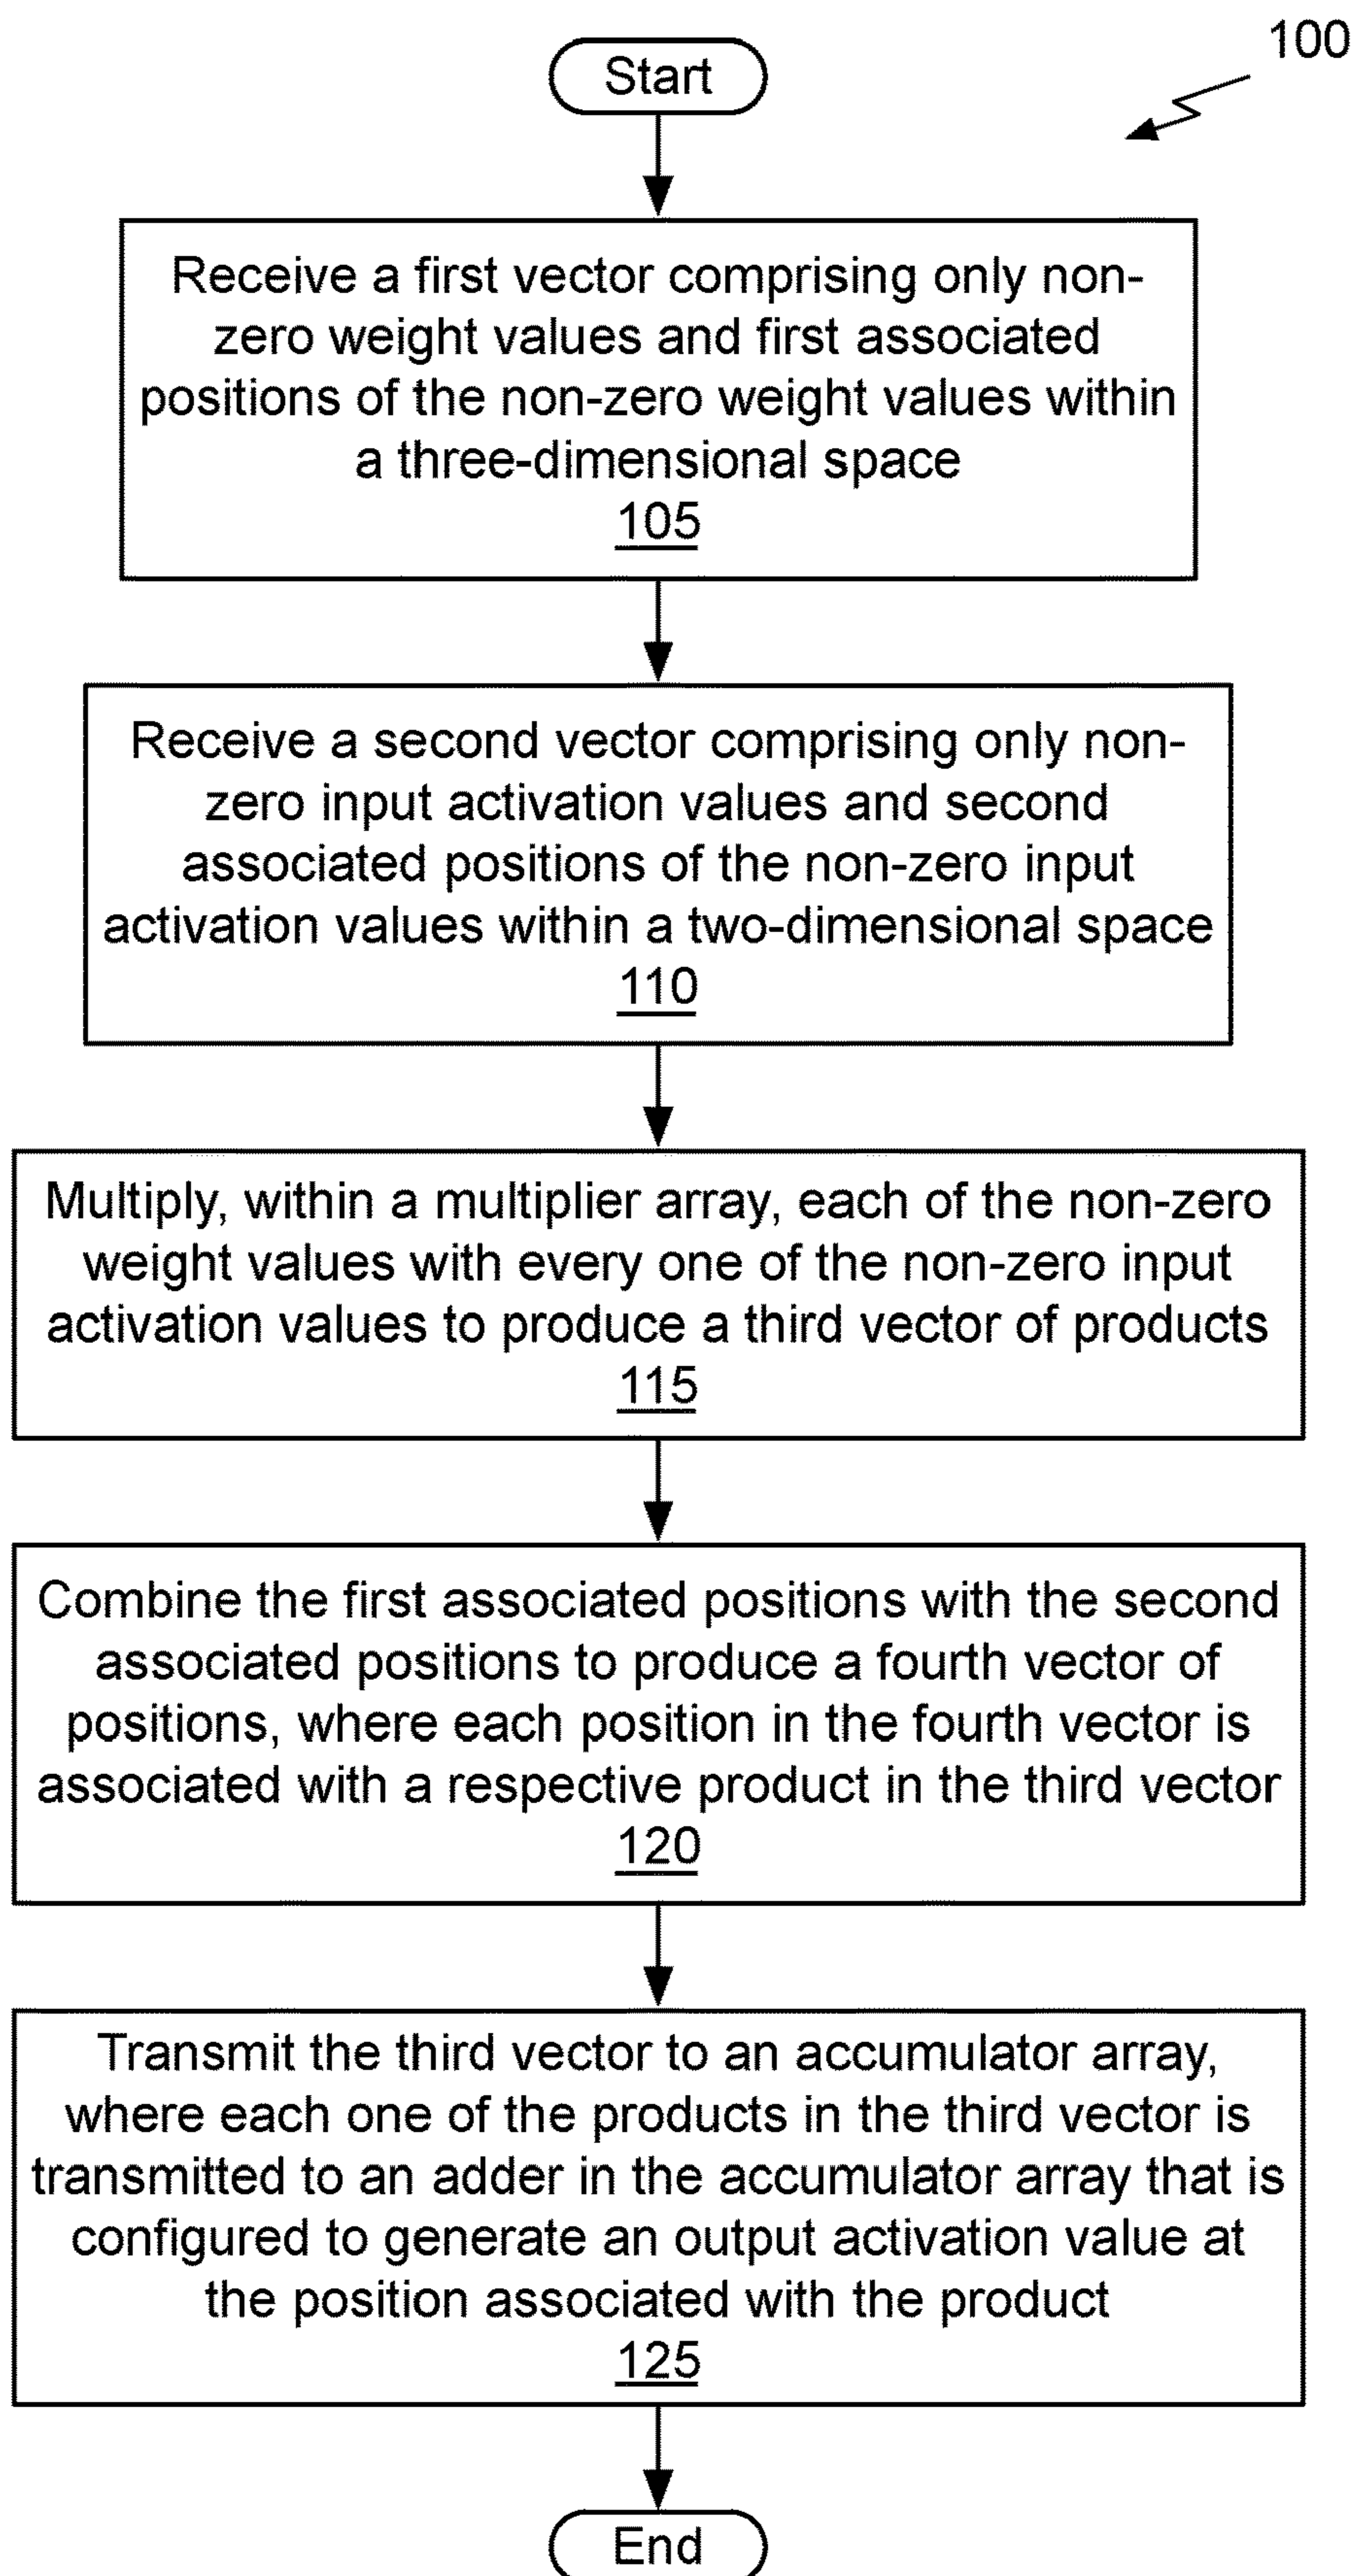 100
Start
Receive a first vector comprising only non-
zero weight values and first associated
positions of the non-zero weight values within
a three-dimensional space
105
Receive a second vector comprising only non-
zero input activation values and second
associated positions of the non-zero input
activation values within a two-dimensional space
110
Multiply, within a multiplier array, each of the non-zero
weight values with every one of the non-zero input
activation values to produce a third vector of products
115
Combine the first associated positions with the second
associated positions to produce a fourth vector of
positions, where each position in the fourth vector is
associated with a respective product in the third vector
120
Transmit the third vector to an accumulator array,
where each one of the products in the third vector is
transmitted to an adder in the accumulator array that is
configured to generate an output activation value at
the position associated with the product
125
End